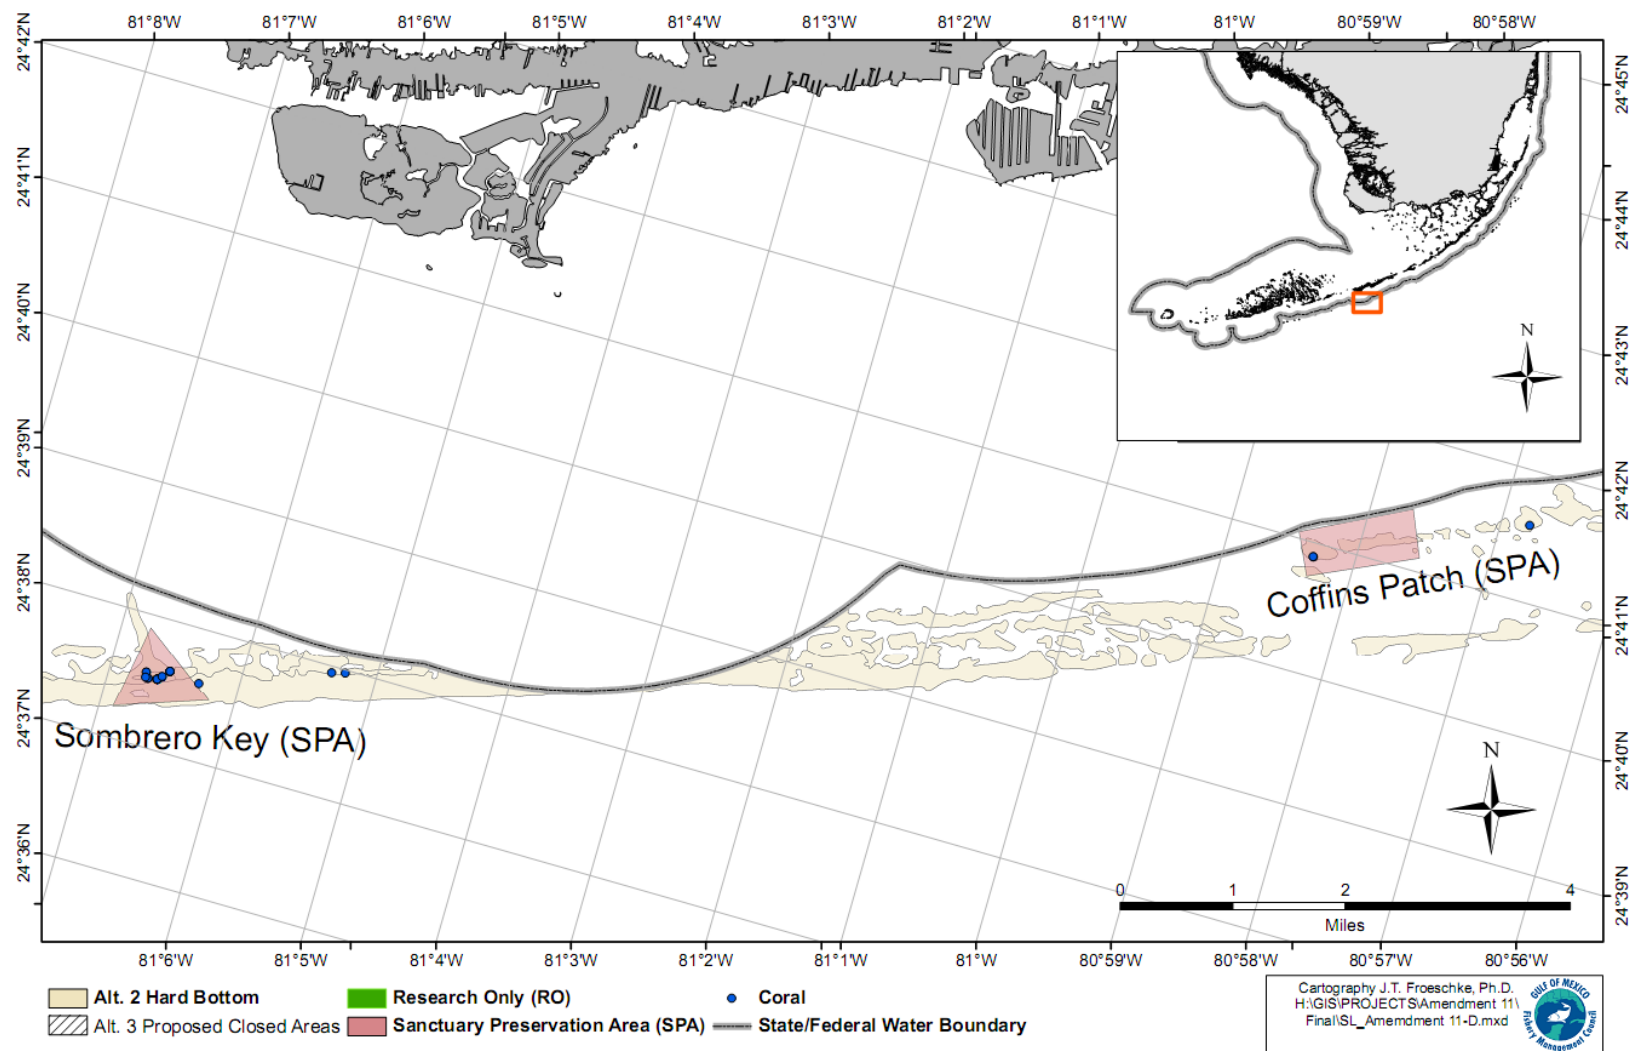 81°8'W 81°7'W 81°6'W 81°5'W 81°4'W 81°3'W 81°2'W 81°1'W 81°'W 80°59'W 80°58'W
24°42'N
24°41'N
24°40'N
24°39'N
24°38'N
24°37'N
24°36'N
24°45'N
24°44'N
24°43'N
24°42'N
24°41'N
24°40'N
24°39'N
N
Coffins Patch (SPA)
Sombrero Key (SPA)
N
0 1 2 4
Miles
81°6'W 81°5'W 81°4'W 81°3'W 81°2'W 81°1'W 81°'W 80°59'W 80°58'W 80°57'W 80°56'W
Alt. 2 Hard Bottom
Alt. 3 Proposed Closed Areas
Research Only (RO)
Sanctuary Preservation Area (SPA)
Coral
State/Federal Water Boundary
Cartography J.T. Froeschke, Ph.D.
H:\GIS\PROJECTS\Amendment 11\
Final\SL_Amemdment 11-D.mxd
GULF OF MEXICO
Fishery Management Council